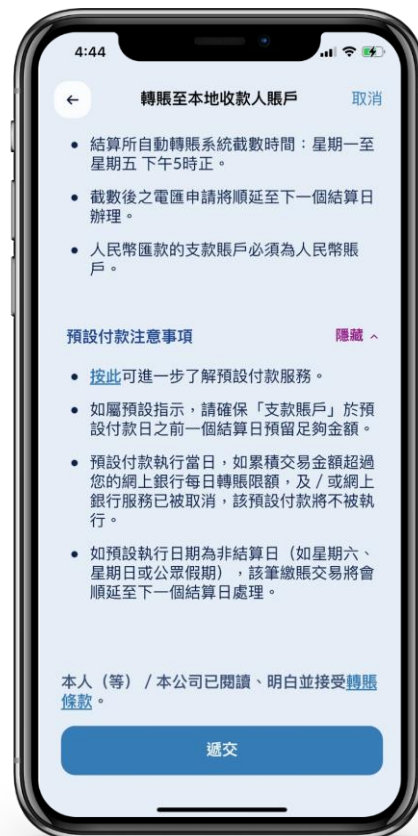 4:44
轉賬至本地收款人賬戶 取消
• 結算所自動轉賬系統截數時間：星期一至
星期五 下午5時正。
• 截數後之電匯申請將順延至下一個結算日
辦理。
• 人民幣匯款的支款賬戶必須為人民幣賬
戶。
預設付款注意事項 隱藏
• 按此可進一步了解預設付款服務。
• 如屬預設指示，請確保「支款賬戶」於預
設付款日之前一個結算日預留足夠金額。
• 預設付款執行當日，如累積交易金額超過
您的網上銀行每日轉賬限額，及 / 或網上
銀行服務已被取消，該預設付款將不被執
行。
• 如預設執行日期為非結算日（如星期六、
星期日或公眾假期），該筆繳賬交易將會
順延至下一個結算日處理。
本人（等） / 本公司已閱讀、明白並接受轉賬
條款。
遞交